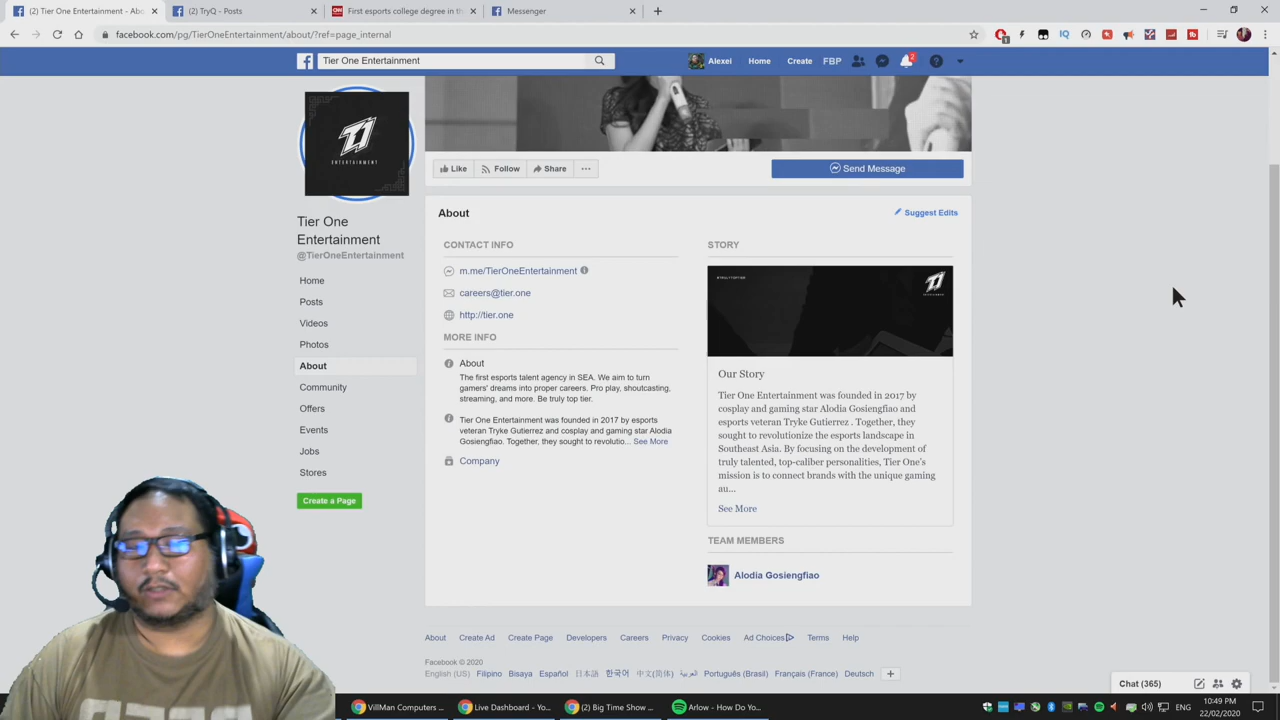 (2) Tier One Entertainment - Abo
(2) TryQ - Posts
First esports college degree in th
Messenger
facebook.com/pg/TierOneEntertainment/about/?ref=page_internal
Tier One Entertainment
Alexei
Home
Create
FBP
2
ENTERTAINMENT
Like
Follow
Share
Send Message
Tier One
Entertainment
@TierOneEntertainment
Home
Posts
Videos
Photos
About
Community
Offers
Events
Jobs
Stores
Create a Page
About
Suggest Edits
CONTACT INFO
m.me/TierOneEntertainment
careers@tier.one
http://tier.one
MORE INFO
About
The first esports talent agency in SEA. We aim to turn
gamers' dreams into proper careers. Pro play, shoutcasting,
streaming, and more. Be truly top tier.
Tier One Entertainment was founded in 2017 by esports
veteran Tryke Gutierrez and cosplay and gaming star Alodia
Gosiengfiao. Together, they sought to revolutio... See More
Company
STORY
#TRULYTOPTIER
Our Story
Tier One Entertainment was founded in 2017 by
cosplay and gaming star Alodia Gosiengfiao and
esports veteran Tryke Gutierrez . Together, they
sought to revolutionize the esports landscape in
Southeast Asia. By focusing on the development of
truly talented, top-caliber personalities, Tier One's
mission is to connect brands with the unique gaming
au...
See More
TEAM MEMBERS
Alodia Gosiengfiao
About Create Ad Create Page Developers Careers Privacy Cookies Ad Choices Terms Help
Facebook © 2020
English (US) Filipino Bisaya Español 日本語 한국어 中文(简体) العربية Português (Brasil) Français (France) Deutsch
Chat (365)
VillMan Computers ...
Live Dashboard - Yo...
(2) Big Time Show ...
Arlow - How Do Yo...
ENG
10:49 PM
22/02/2020